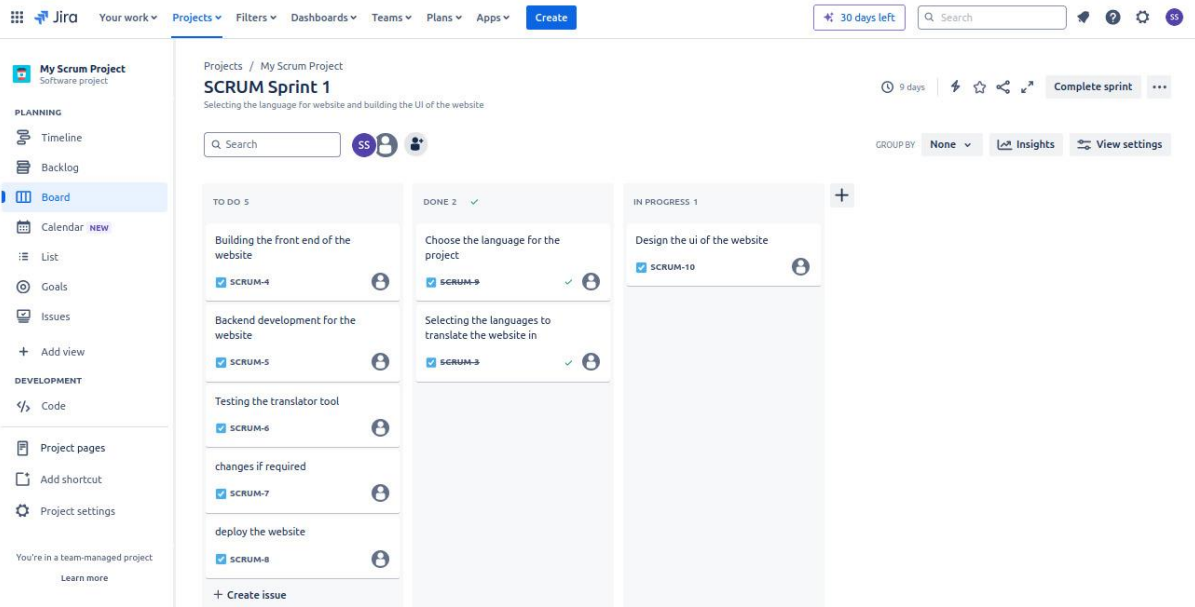 Jira
Your work
Projects
Filters
Dashboards
Teams
Plans
Apps
Create
30 days left
Search
SS
My Scrum Project
Software project
PLANNING
Timeline
Backlog
Board
Calendar NEW
List
Goals
Issues
Add view
DEVELOPMENT
Code
Project pages
Add shortcut
Project settings
You're in a team-managed project
Learn more
Projects / My Scrum Project
SCRUM Sprint 1
Selecting the language for website and building the UI of the website
9 days
Complete sprint
Search
SS
GROUP BY
None
Insights
View settings
TO DO 5
Building the front end of the
website
SCRUM-4
Backend development for the
website
SCRUM-5
Testing the translator tool
SCRUM-6
changes if required
SCRUM-7
deploy the website
SCRUM-8
+ Create issue
DONE 2
Choose the language for the
project
SCRUM-9
Selecting the languages to
translate the website in
SCRUM-3
IN PROGRESS 1
Design the ui of the website
SCRUM-10